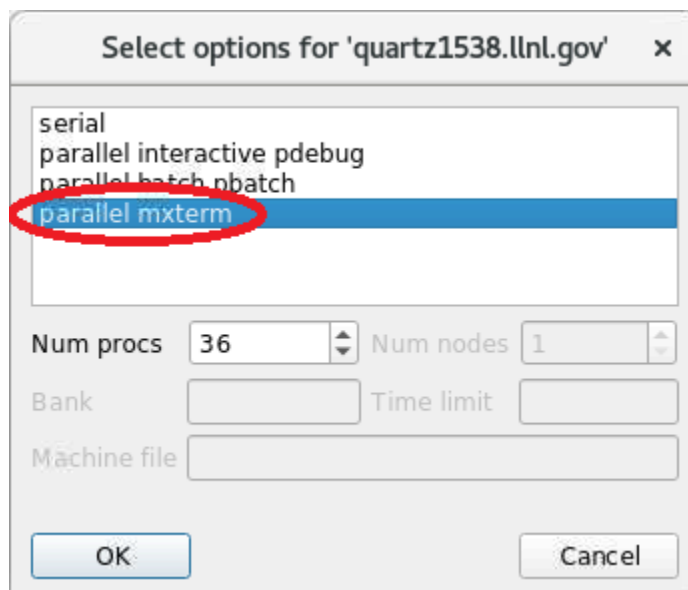 Select options for 'quartz1538.llnl.gov' ×
serial
parallel interactive pdebug
parallel batch pbatch
parallel mxterm
Num procs 36 Num nodes 1
Bank Time limit
Machine file
OK Cancel